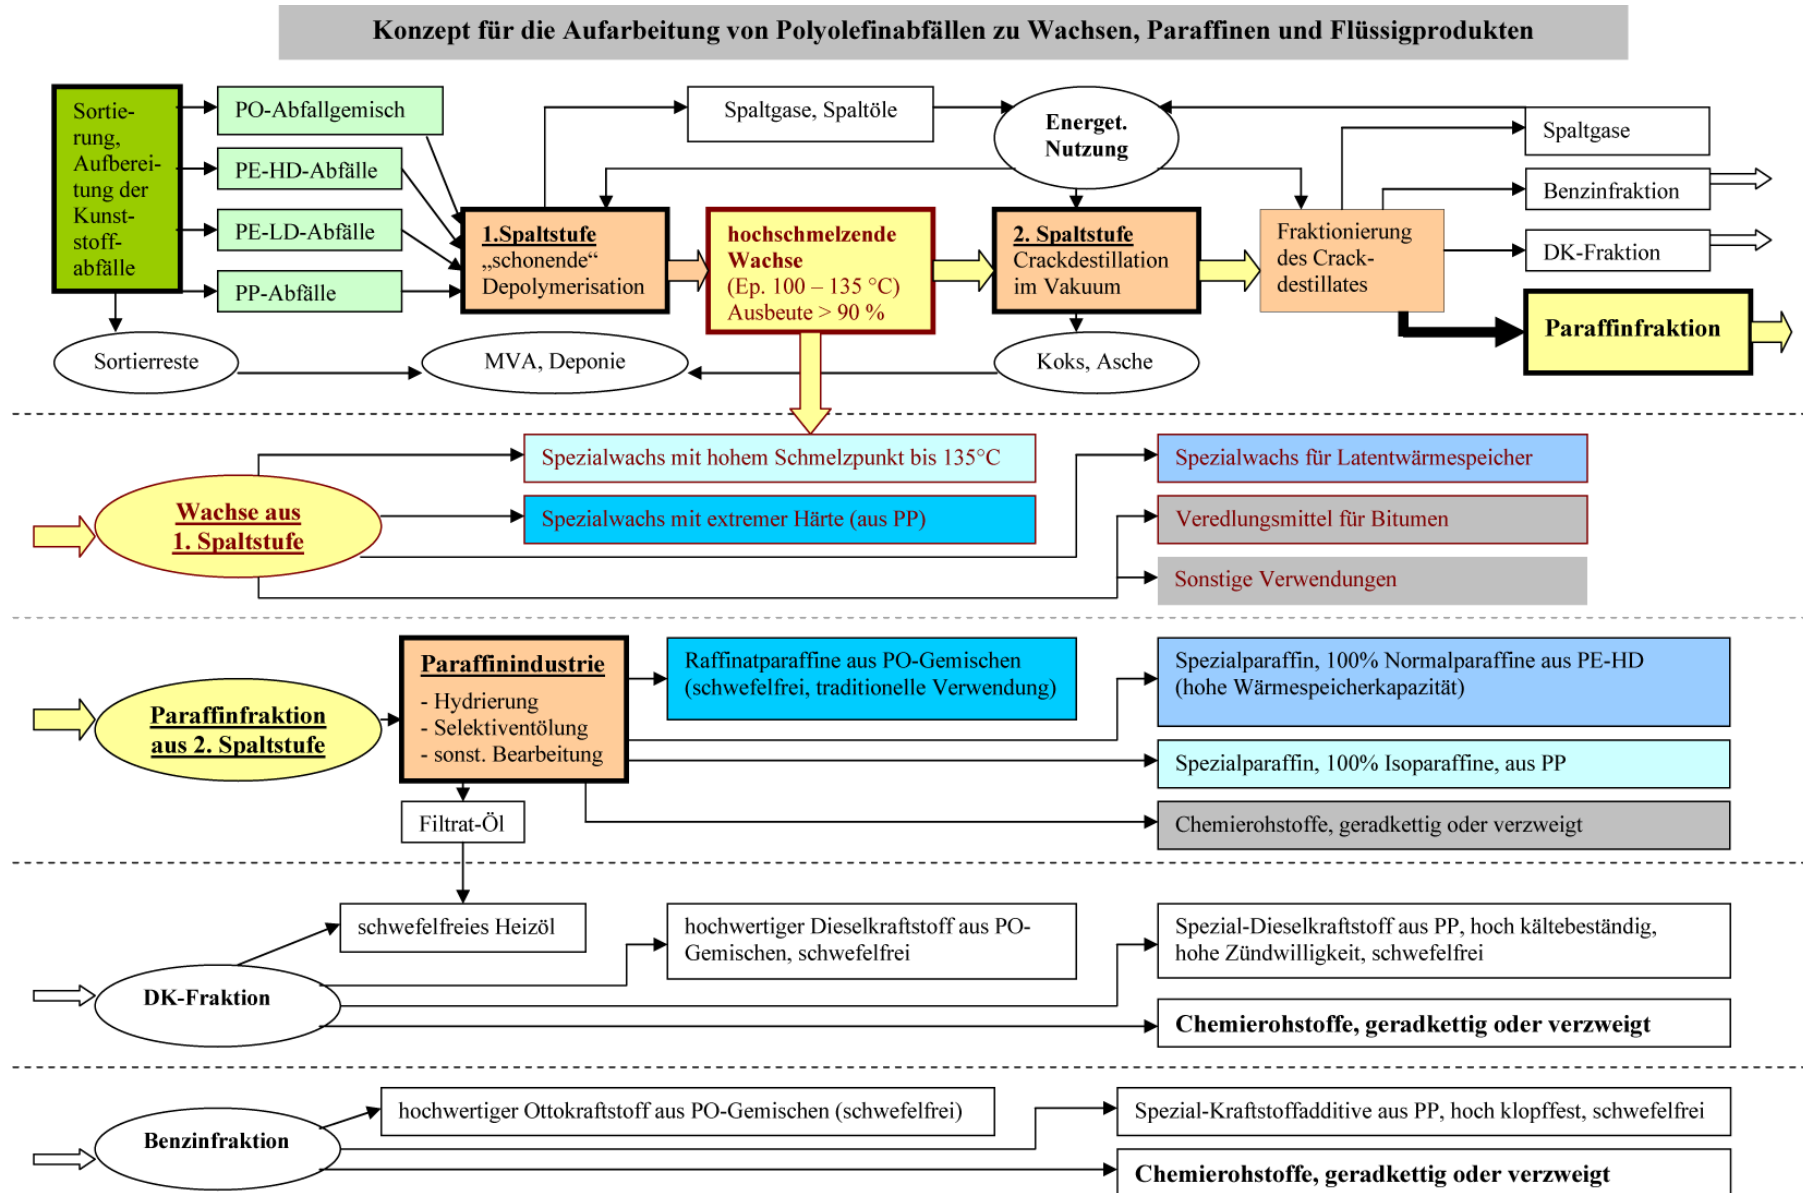 Konzept für die Aufarbeitung von Polyolefinabfällen zu Wachsen, Paraffinen und Flüssigprodukten
Sortie-
rung,
Aufberei-
tung der
Kunst-
stoff-
abfälle
PO-Abfallgemisch
PE-HD-Abfälle
PE-LD-Abfälle
PP-Abfälle
Spaltgase, Spaltöle
Energet.
Nutzung
Spaltgase
Benzinfraktion
DK-Fraktion
1.Spaltstufe
„schonende“
Depolymerisation
hochschmelzende
Wachse
(Ep. 100 – 135 °C)
Ausbeute > 90 %
2. Spaltstufe
Crackdestillation
im Vakuum
Fraktionierung
des Crack-
destillates
Paraffinfraktion
Sortierreste
MVA, Deponie
Koks, Asche
Wachse aus
1. Spaltstufe
Spezialwachs mit hohem Schmelzpunkt bis 135°C
Spezialwachs mit extremer Härte (aus PP)
Spezialwachs für Latentwärmespeicher
Veredlungsmittel für Bitumen
Sonstige Verwendungen
Paraffinfraktion
aus 2. Spaltstufe
Paraffinindustrie
- Hydrierung
- Selektiventölung
- sonst. Bearbeitung
Filtrat-Öl
Raffinatparaffine aus PO-Gemischen
(schwefelfrei, traditionelle Verwendung)
Spezialparaffin, 100% Normalparaffine aus PE-HD
(hohe Wärmespeicherkapazität)
Spezialparaffin, 100% Isoparaffine, aus PP
Chemierohstoffe, geradkettig oder verzweigt
DK-Fraktion
schwefelfreies Heizöl
hochwertiger Dieselkraftstoff aus PO-
Gemischen, schwefelfrei
Spezial-Dieselkraftstoff aus PP, hoch kältebeständig,
hohe Zündwilligkeit, schwefelfrei
Chemierohstoffe, geradkettig oder verzweigt
Benzinfraktion
hochwertiger Ottokraftstoff aus PO-Gemischen (schwefelfrei)
Spezial-Kraftstoffadditive aus PP, hoch klopffest, schwefelfrei
Chemierohstoffe, geradkettig oder verzweigt